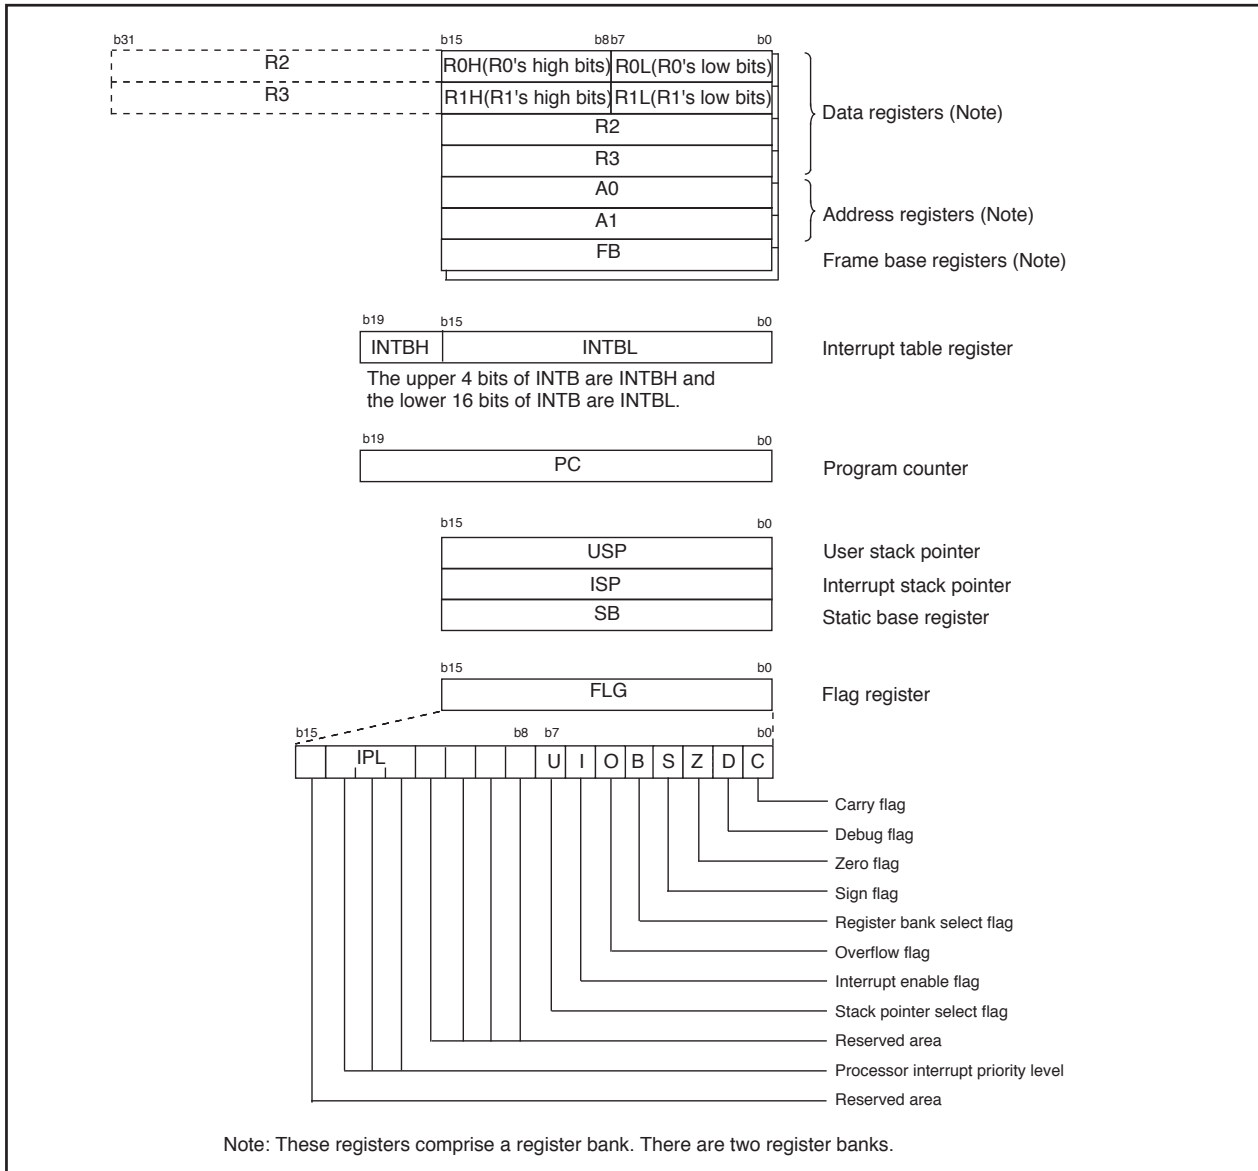 b31 b15 b8b7 b0
R2 R0H(R0's high bits) R0L(R0's low bits)
R3 R1H(R1's high bits) R1L(R1's low bits)
Data registers (Note)
R2
R3
A0
A1
Address registers (Note)
FB
Frame base registers (Note)
b19 b15 b0
INTBH INTBL Interrupt table register
The upper 4 bits of INTB are INTBH and
the lower 16 bits of INTB are INTBL.
b19 b0
PC Program counter
b15 b0
USP User stack pointer
ISP Interrupt stack pointer
SB Static base register
b15 b0
FLG Flag register
b15 b8 b7 b0
IPL U I O B S Z D C
Carry flag
Debug flag
Zero flag
Sign flag
Register bank select flag
Overflow flag
Interrupt enable flag
Stack pointer select flag
Reserved area
Processor interrupt priority level
Reserved area
Note: These registers comprise a register bank. There are two register banks.